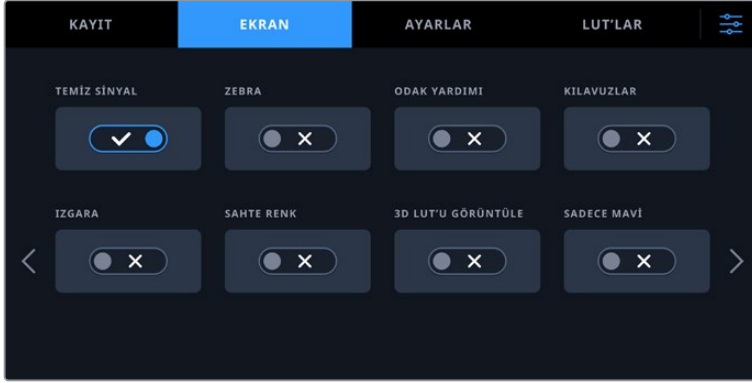 KAYIT EKRAN AYARLAR LUT'LAR
TEMİZ SİNYAL ZEBRA ODAK YARDIMI KILAVUZLAR
IZGARA SAHTE RENK 3D LUT'U GÖRÜNTÜLE SADECE MAVİ